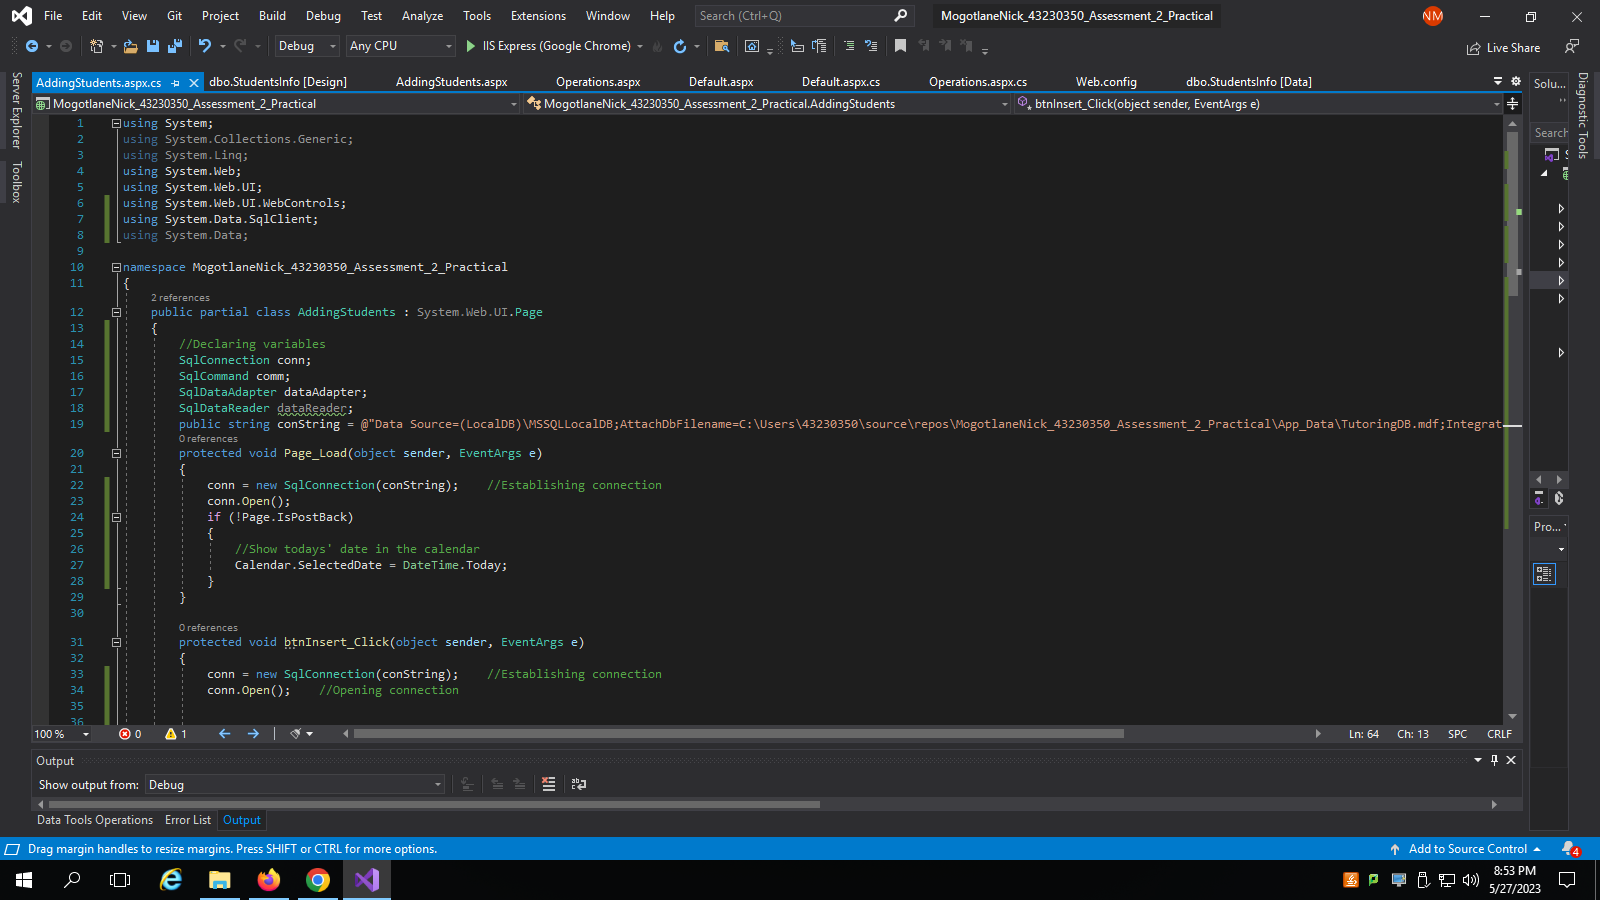 File Edit View Git Project Build Debug Test Analyze Tools Extensions Window Help Search (Ctrl+Q) MogotlaneNick_43230350_Assessment_2_Practical NM
Debug Any CPU IIS Express (Google Chrome) Live Share
AddingStudents.aspx.cs dbo.StudentsInfo [Design] AddingStudents.aspx Operations.aspx Default.aspx Default.aspx.cs Operations.aspx.cs Web.config dbo.StudentsInfo [Data]
MogotlaneNick_43230350_Assessment_2_Practical MogotlaneNick_43230350_Assessment_2_Practical.AddingStudents btnInsert_Click(object sender, EventArgs e)
Server Explorer
Toolbox
1 using System;
2 using System.Collections.Generic;
3 using System.Linq;
4 using System.Web;
5 using System.Web.UI;
6 using System.Web.UI.WebControls;
7 using System.Data.SqlClient;
8 using System.Data;
9
10 namespace MogotlaneNick_43230350_Assessment_2_Practical
11 {
2 references
12 public partial class AddingStudents : System.Web.UI.Page
13 {
14 //Declaring variables
15 SqlConnection conn;
16 SqlCommand comm;
17 SqlDataAdapter dataAdapter;
18 SqlDataReader dataReader;
19 public string conString = @"Data Source=(LocalDB)\MSSQLLocalDB;AttachDbFilename=C:\Users\43230350\source\repos\MogotlaneNick_43230350_Assessment_2_Practical\App_Data\TutoringDB.mdf;Integrat
0 references
20 protected void Page_Load(object sender, EventArgs e)
21 {
22 conn = new SqlConnection(conString); //Establishing connection
23 conn.Open();
24 if (!Page.IsPostBack)
25 {
26 //Show todays' date in the calendar
27 Calendar.SelectedDate = DateTime.Today;
28 }
29 }
30
0 references
31 protected void btnInsert_Click(object sender, EventArgs e)
32 {
33 conn = new SqlConnection(conString); //Establishing connection
34 conn.Open(); //Opening connection
35
36
Solu...
Search
Pro...
Diagnostic Tools
100 % 0 1 Ln: 64 Ch: 13 SPC CRLF
Output
Show output from: Debug
Data Tools Operations Error List Output
Drag margin handles to resize margins. Press SHIFT or CTRL for more options. Add to Source Control 4
8:53 PM
5/27/2023